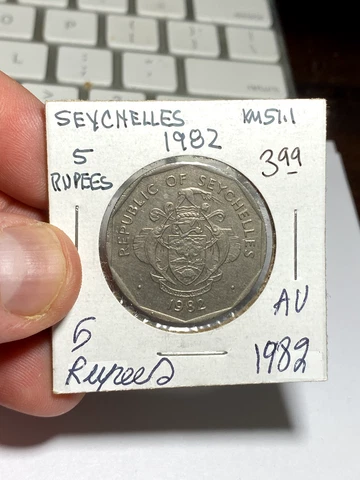 SEYCHELLES KM51.1
1982
5
RUPEES
3.99
REPUBLIC OF SEYCHELLES
1982
AU
5
Rupees
1982